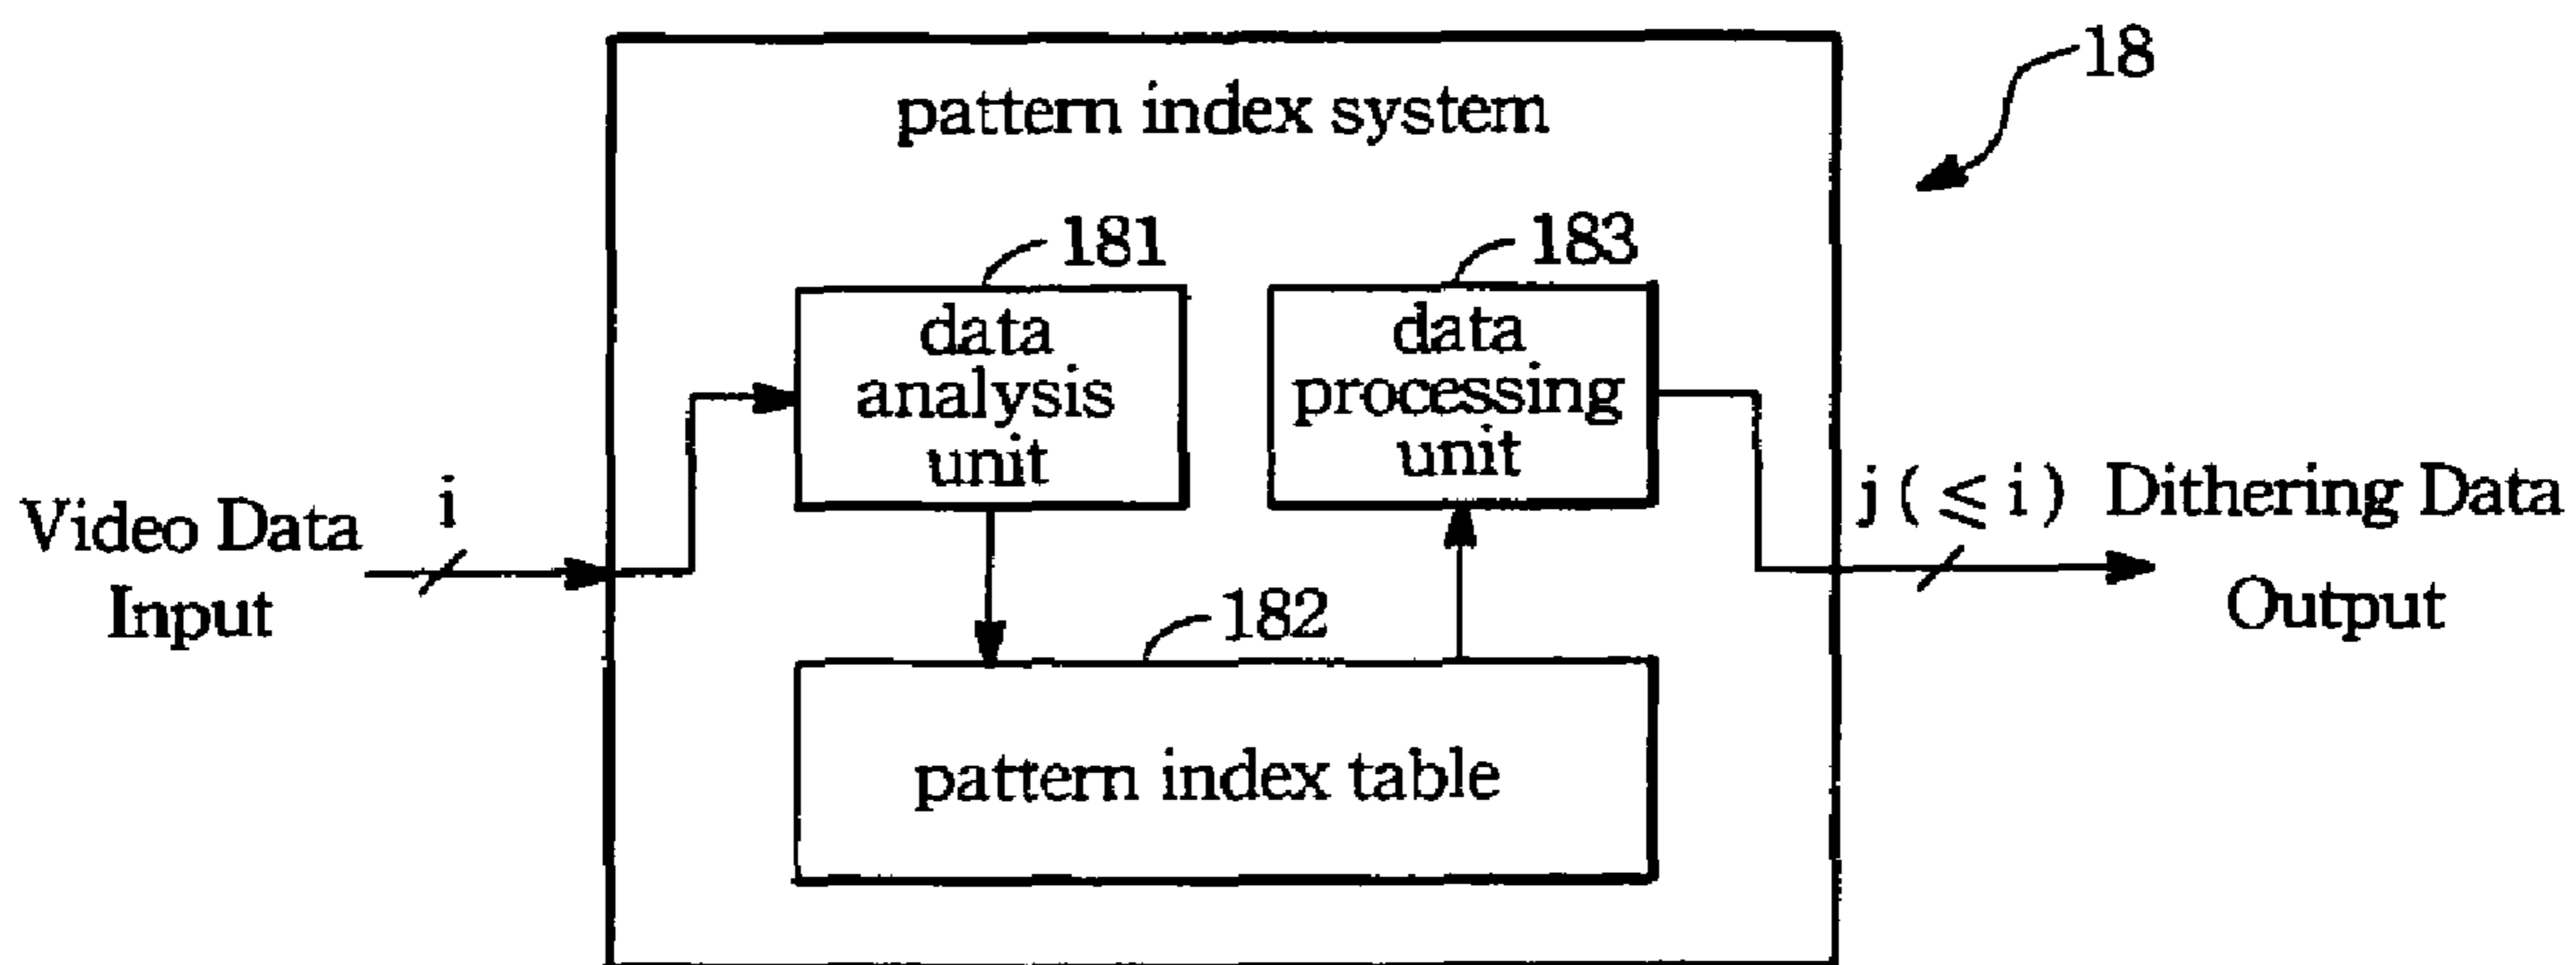 18
pattern index system
181
183
data
analysis
unit
data
processing
unit
Video Data
Input
i
j ( ≤ i ) Dithering Data
Output
182
pattern index table